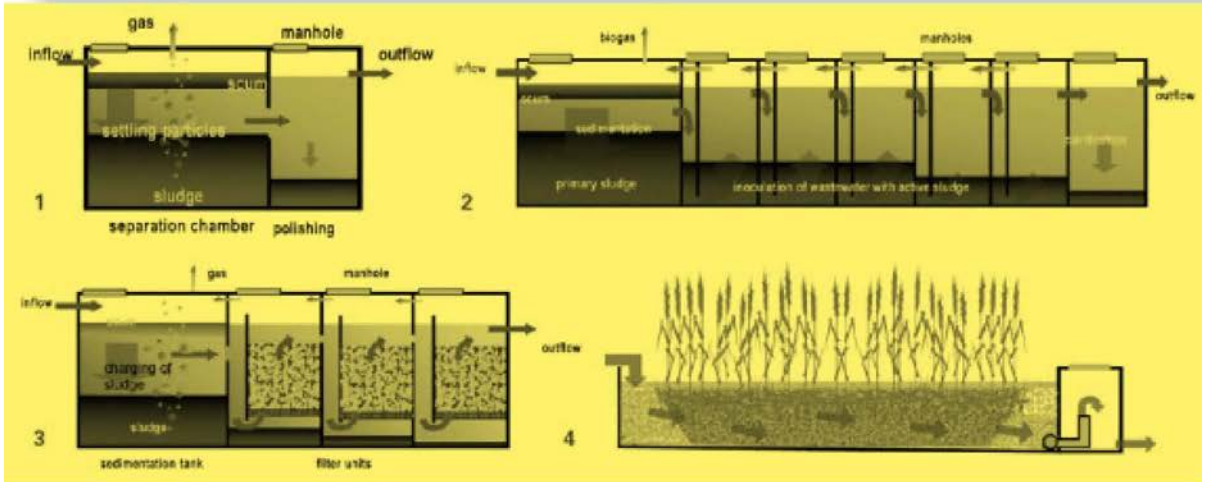 gas
manhole
inflow
outflow
scum
settling particles
sludge
1
separation chamber
polishing
biogas
manholes
inflow
outflow
scum
sedimentation
primary sludge
inoculation of wastwater with active sludge
2
gas
manhole
inflow
outflow
charging of
sludge
sludge
3
sedimentation tank
filter units
4